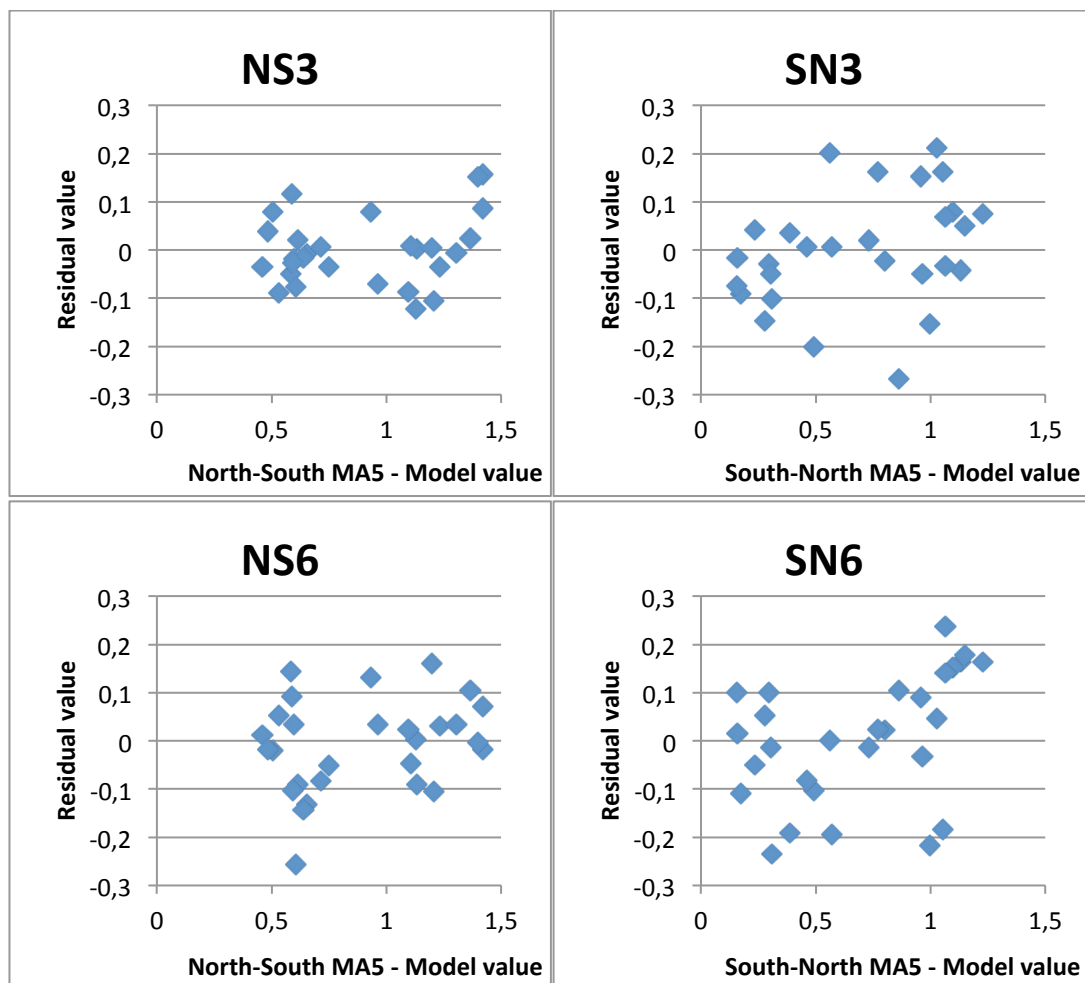 NS3
0,3
0,2
0,1
0
-0,1
-0,2
-0,3
Residual value
0 0,5 1 1,5
North-South MA5 - Model value
SN3
0,3
0,2
0,1
0
-0,1
-0,2
-0,3
Residual value
0 0,5 1 1,5
South-North MA5 - Model value
NS6
0,3
0,2
0,1
0
-0,1
-0,2
-0,3
Residual value
0 0,5 1 1,5
North-South MA5 - Model value
SN6
0,3
0,2
0,1
0
-0,1
-0,2
-0,3
Residual value
0 0,5 1 1,5
South-North MA5 - Model value